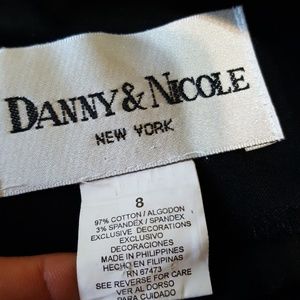 DANNY & NICOLE
NEW YORK
8
97% COTTON / ALGODON
3% SPANDEX / SPANDEX
EXCLUSIVE DECORATIONS
EXCLUSIVO
DECORACIONES
MADE IN PHILIPPINES
HECHO EN FILIPINAS
RN 67473
SEE REVERSE FOR CARE
VER AL DORSO
PARA CUIDADO